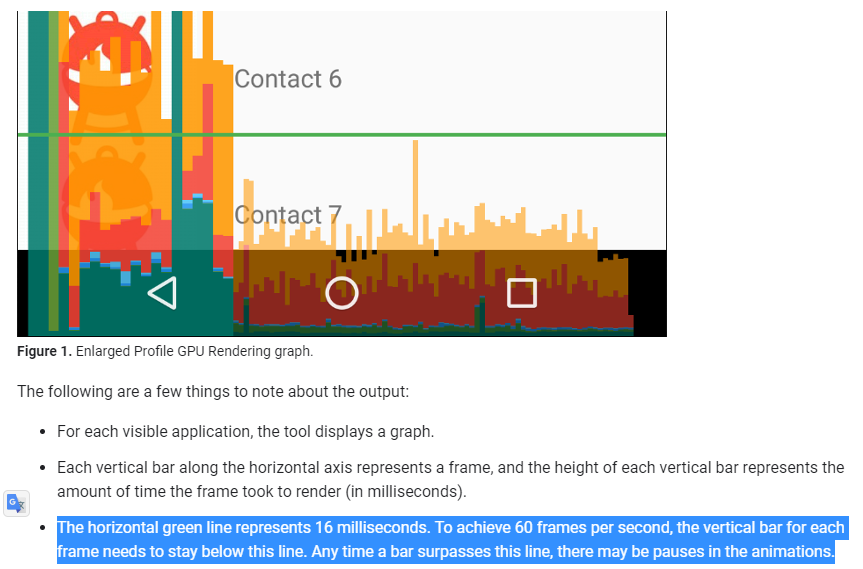 Contact 6
Contact 7
Figure 1. Enlarged Profile GPU Rendering graph.
The following are a few things to note about the output:
• For each visible application, the tool displays a graph.
• Each vertical bar along the horizontal axis represents a frame, and the height of each vertical bar represents the
amount of time the frame took to render (in milliseconds).
• The horizontal green line represents 16 milliseconds. To achieve 60 frames per second, the vertical bar for each
frame needs to stay below this line. Any time a bar surpasses this line, there may be pauses in the animations.